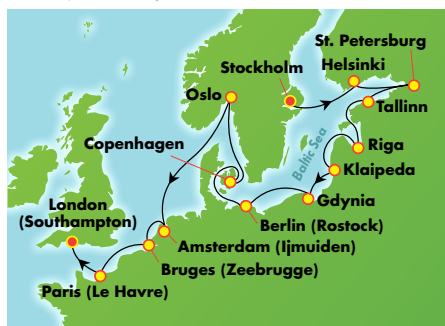 St. Petersburg
Helsinki
Stockholm
Oslo
Tallinn
Copenhagen
Riga
Baltic Sea
Klaipeda
London
(Southampton)
Gdynia
Berlin (Rostock)
Amsterdam (Ijmuiden)
Bruges (Zeebrugge)
Paris (Le Havre)